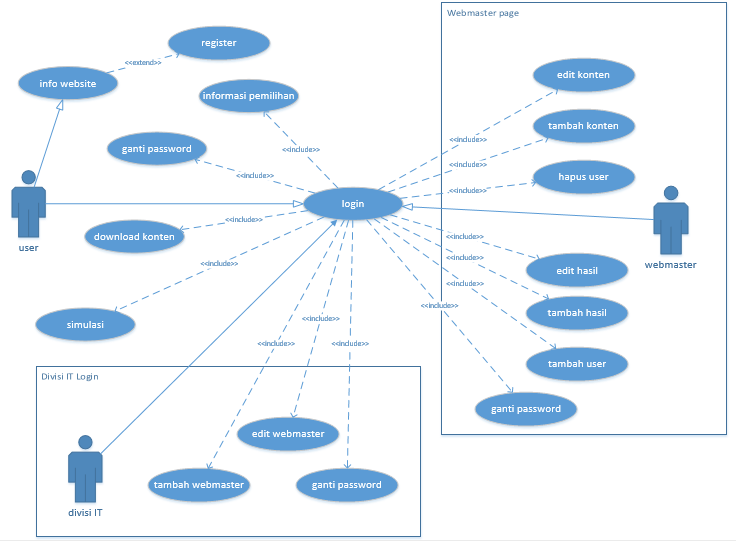 Webmaster page
register
<<extend>>
info website
edit konten
informasi pemilihan
tambah konten
<<include>>
ganti password
<<include>>
<<include>>
hapus user
<<include>>
<<include>>
login
user
download konten
<<include>>
<<include>>
webmaster
<<include>>
<<include>>
edit hasil
<<include>>
<<include>>
tambah hasil
<<include>>
simulasi
<<include>>
<<include>>
tambah user
Divisi IT Login
ganti password
edit webmaster
tambah webmaster
ganti password
divisi IT